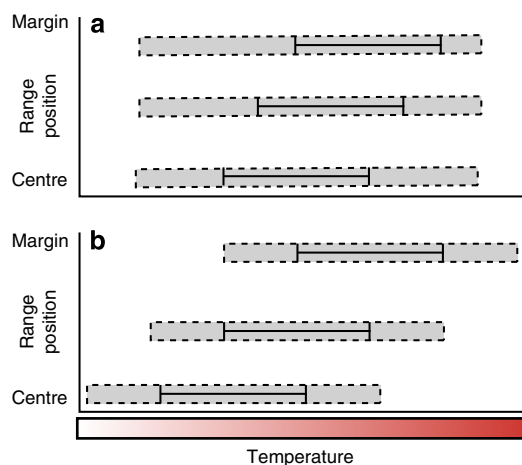 Margin
a
Range
position
Centre
Margin
b
Range
position
Centre
Temperature